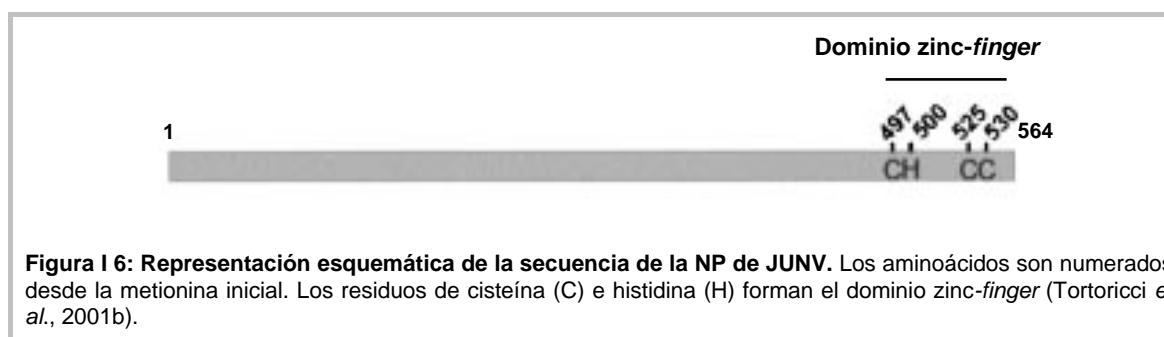 Dominio zinc-finger
1 497 500 525 530 564
CH CC
Figura I 6: Representación esquemática de la secuencia de la NP de JUNV. Los aminoácidos son numerados
desde la metionina inicial. Los residuos de cisteína (C) e histidina (H) forman el dominio zinc-finger (Tortoricci e
al., 2001b).